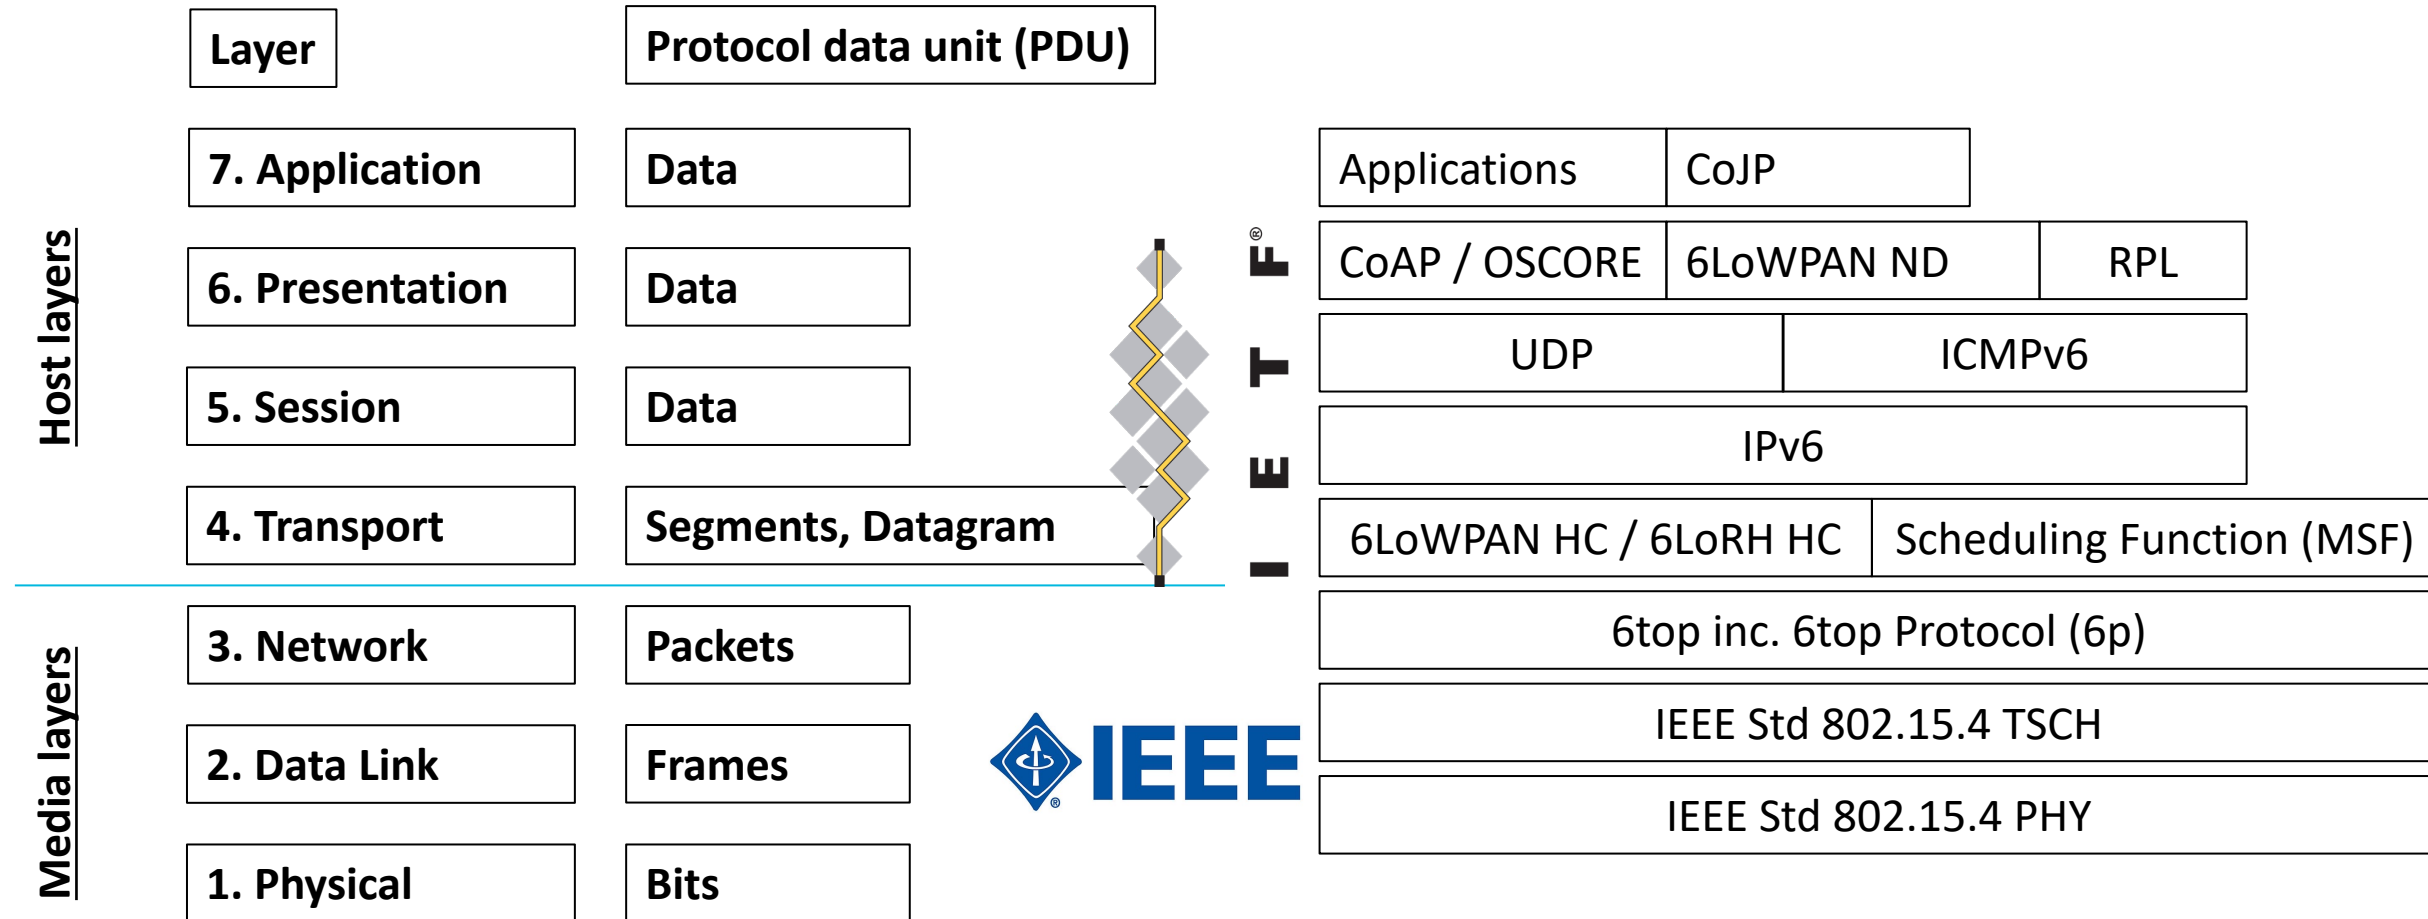 Layer
Protocol data unit (PDU)
Host layers
7. Application
Data
6. Presentation
Data
5. Session
Data
4. Transport
Segments, Datagram
Media layers
3. Network
Packets
2. Data Link
Frames
1. Physical
Bits
I E T F®
IEEE
®
Applications
CoJP
CoAP / OSCORE
6LoWPAN ND
RPL
UDP
ICMPv6
IPv6
6LoWPAN HC / 6LoRH HC
Scheduling Function (MSF)
6top inc. 6top Protocol (6p)
IEEE Std 802.15.4 TSCH
IEEE Std 802.15.4 PHY